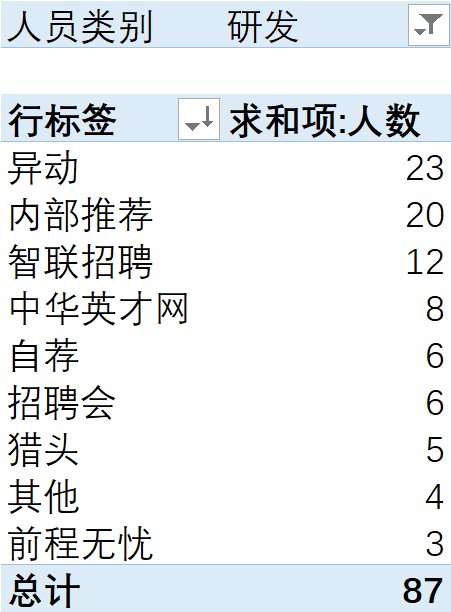 人员类别 研发
行标签 求和项:人数
异动 23
内部推荐 20
智联招聘 12
中华英才网 8
自荐 6
招聘会 6
猎头 5
其他 4
前程无忧 3
总计 87